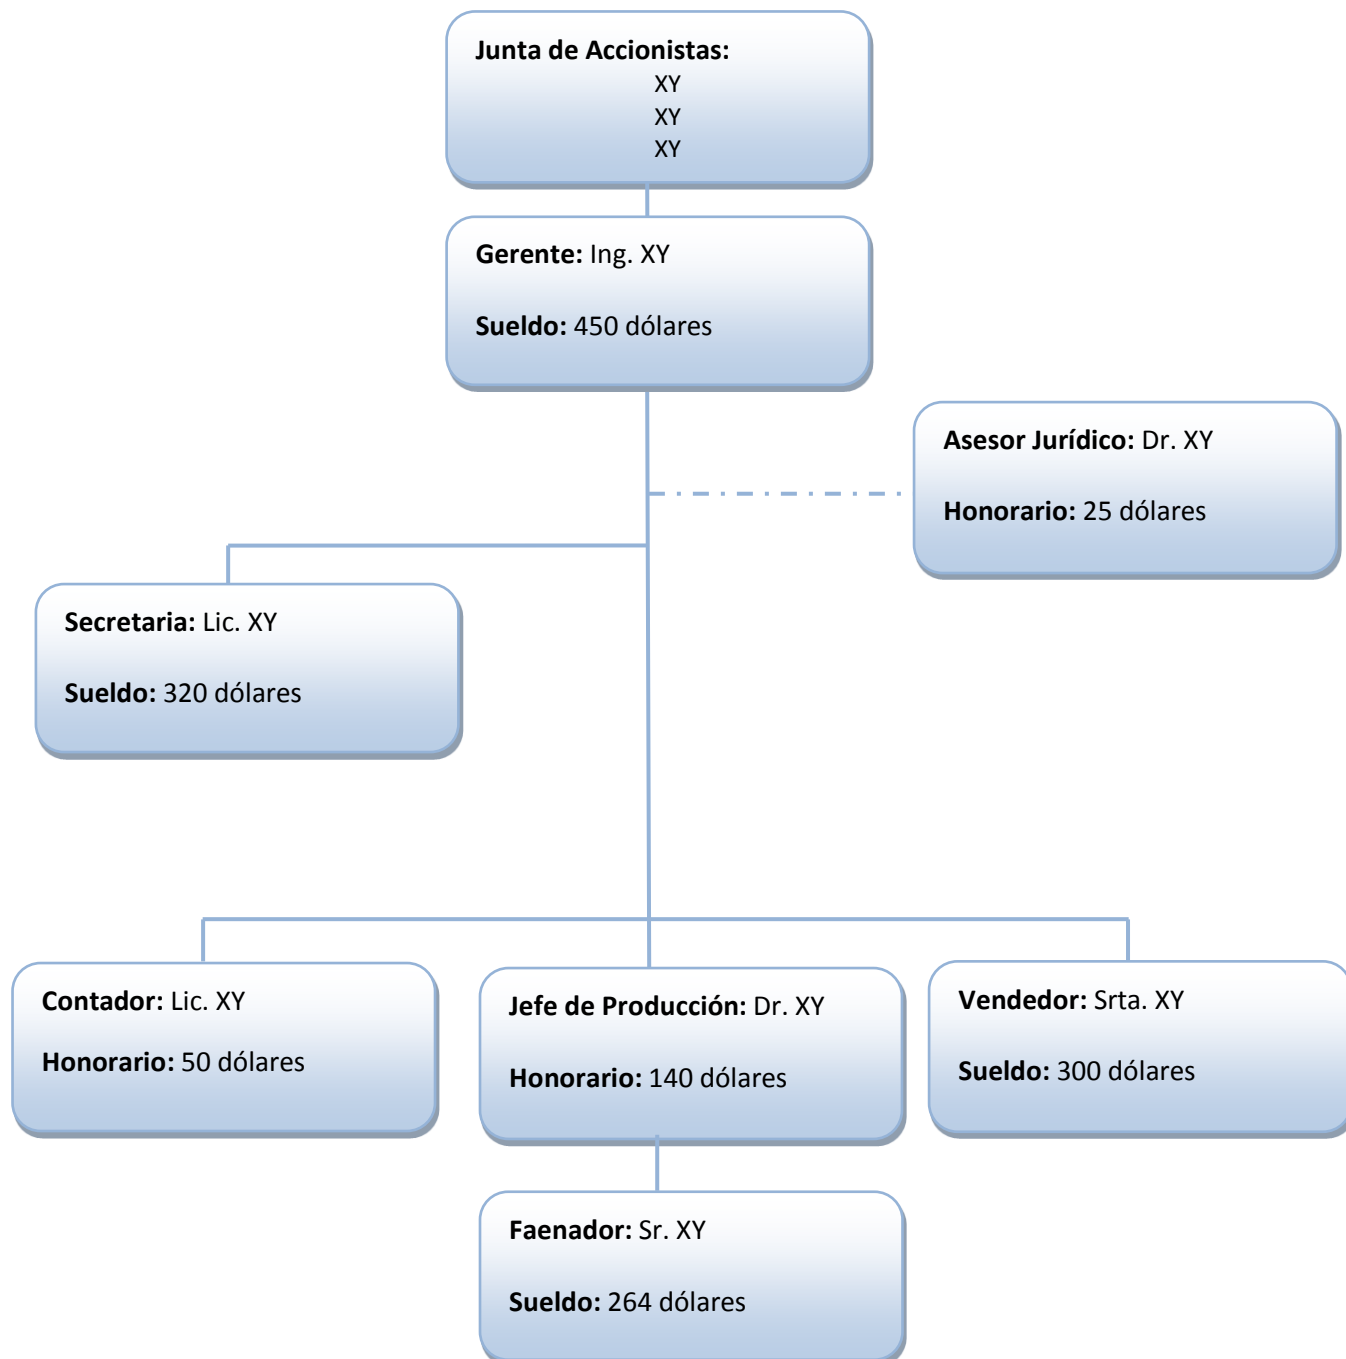 Junta de Accionistas:
XY
XY
XY
Gerente: Ing. XY
Sueldo: 450 dólares
Asesor Jurídico: Dr. XY
Honorario: 25 dólares
Secretaria: Lic. XY
Sueldo: 320 dólares
Contador: Lic. XY
Honorario: 50 dólares
Jefe de Producción: Dr. XY
Honorario: 140 dólares
Vendedor: Srta. XY
Sueldo: 300 dólares
Faenador: Sr. XY
Sueldo: 264 dólares